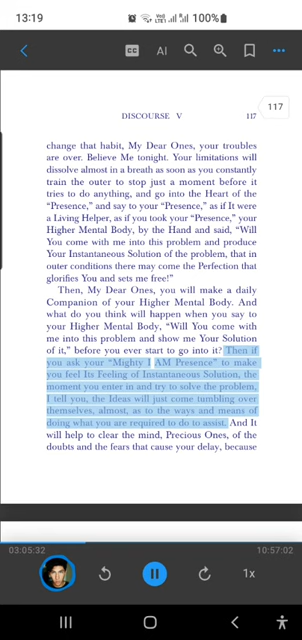 13:19
100%
CC
AI
117
DISCOURSE V 117
change that habit, My Dear Ones, your troubles
are over. Believe Me tonight. Your limitations will
dissolve almost in a breath as soon as you constantly
train the outer to stop just a moment before it
tries to do anything, and go into the Heart of the
“Presence,” and say to your “Presence,” as if It were
a Living Helper, as if you took your “Presence,” your
Higher Mental Body, by the Hand and said, “Will
You come with me into this problem and produce
Your Instantaneous Solution of the problem, that in
outer conditions there may come the Perfection that
glorifies You and sets me free!”
Then, My Dear Ones, you will make a daily
Companion of your Higher Mental Body. And
what do you think will happen when you say to
your Higher Mental Body, “Will You come with
me into this problem and show me Your Solution
of it,” before you ever start to go into it? Then if
you ask your “Mighty I AM Presence” to make
you feel Its Feeling of Instantaneous Solution, the
moment you enter in and try to solve the problem,
I tell you, the Ideas will just come tumbling over
themselves, almost, as to the ways and means of
doing what you are required to do to assist. And It
will help to clear the mind, Precious Ones, of the
doubts and the fears that cause your delay, because
03:05:32 10:57:02
1x